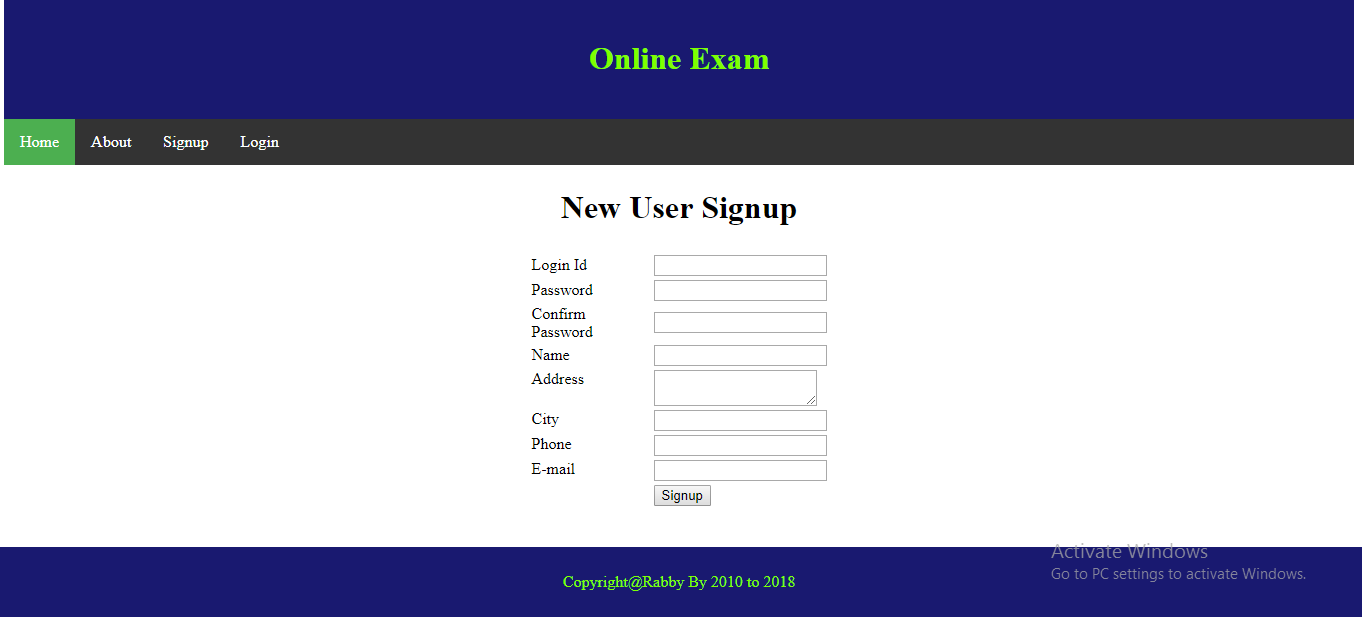 Online Exam
Home About Signup Login
New User Signup
Login Id
Password
Confirm
Password
Name
Address
City
Phone
E-mail
Signup
Activate Windows
Go to PC settings to activate Windows.
Copyright@Rabby By 2010 to 2018